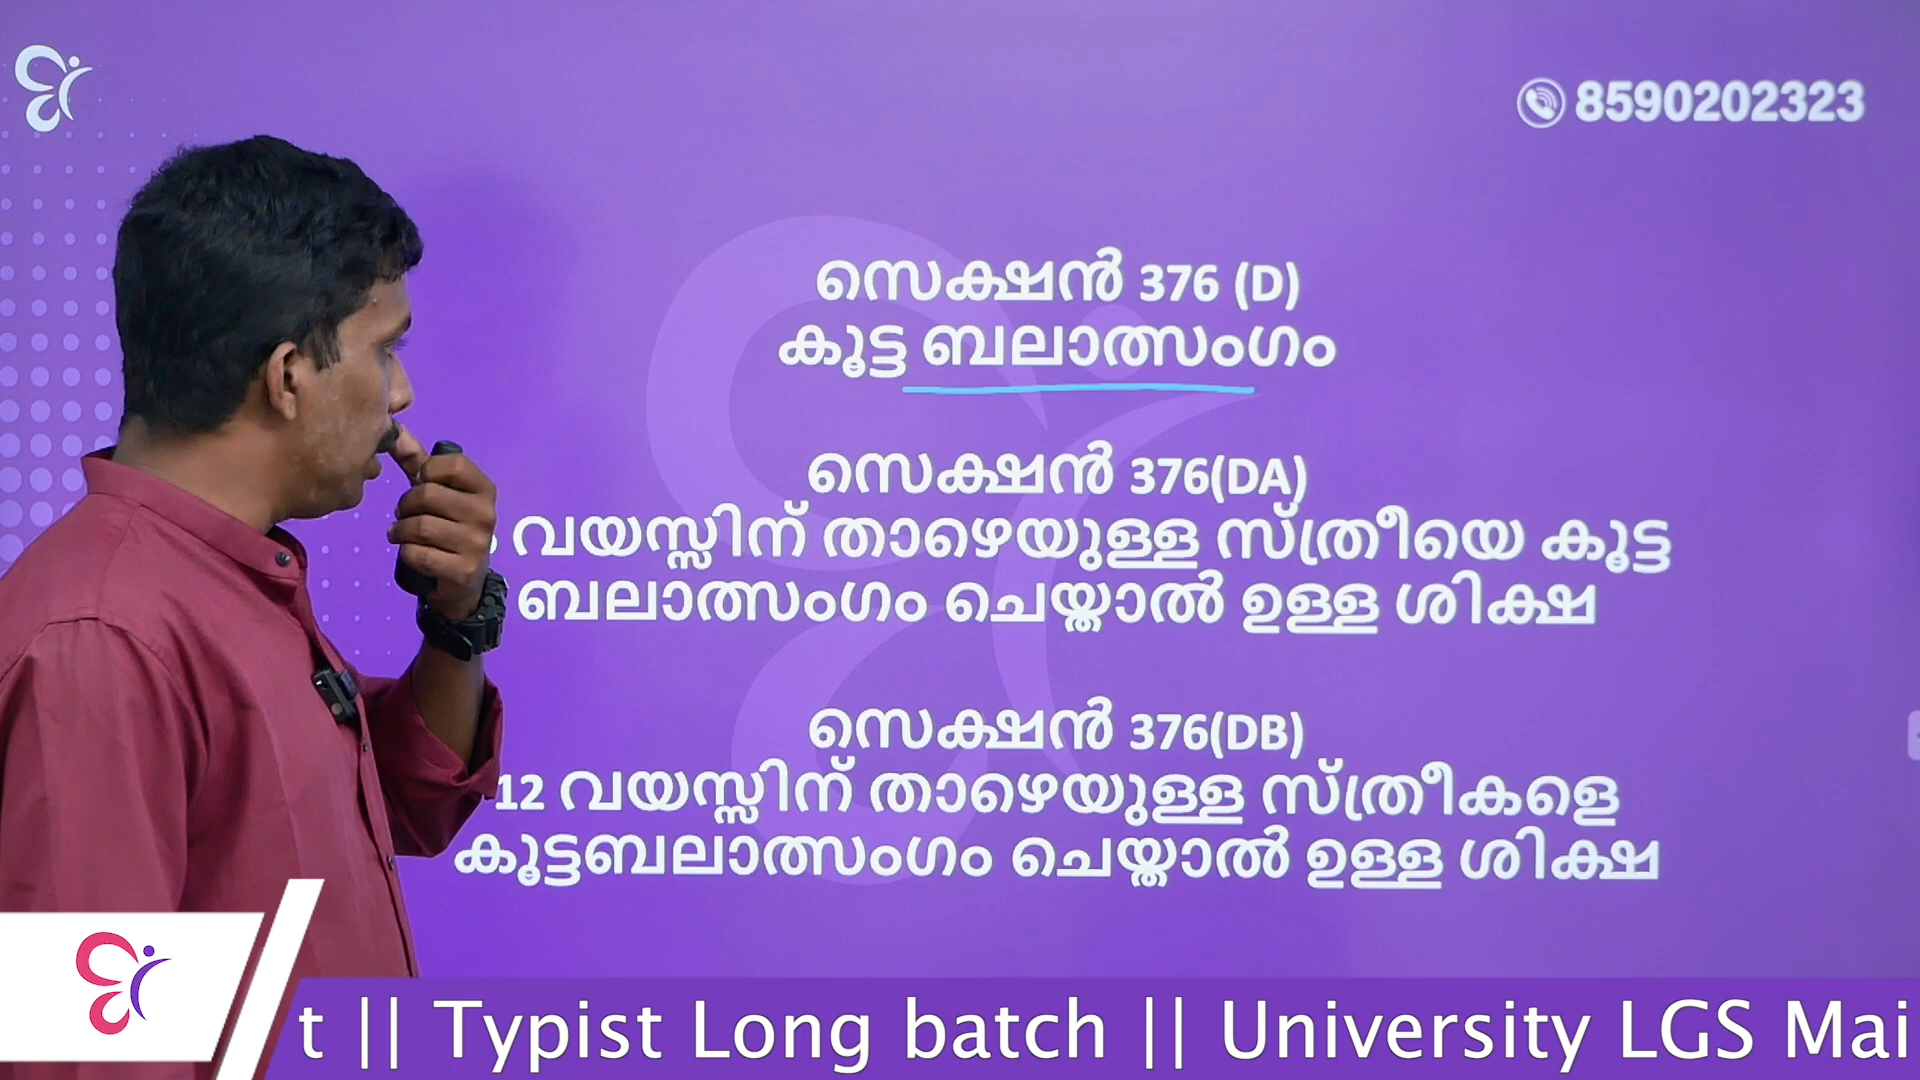 8590202323
സെക്ഷൻ 376 (D)
കൂട്ട ബലാത്സംഗം
സെക്ഷൻ 376(DA)
വയസ്സിന് താഴെയുള്ള സ്ത്രീയെ കൂട്ട
ബലാത്സംഗം ചെയ്താൽ ഉള്ള ശിക്ഷ
സെക്ഷൻ 376(DB)
12 വയസ്സിന് താഴെയുള്ള സ്ത്രീകളെ
കൂട്ടബലാത്സംഗം ചെയ്താൽ ഉള്ള ശിക്ഷ
t || Typist Long batch || University LGS Mai